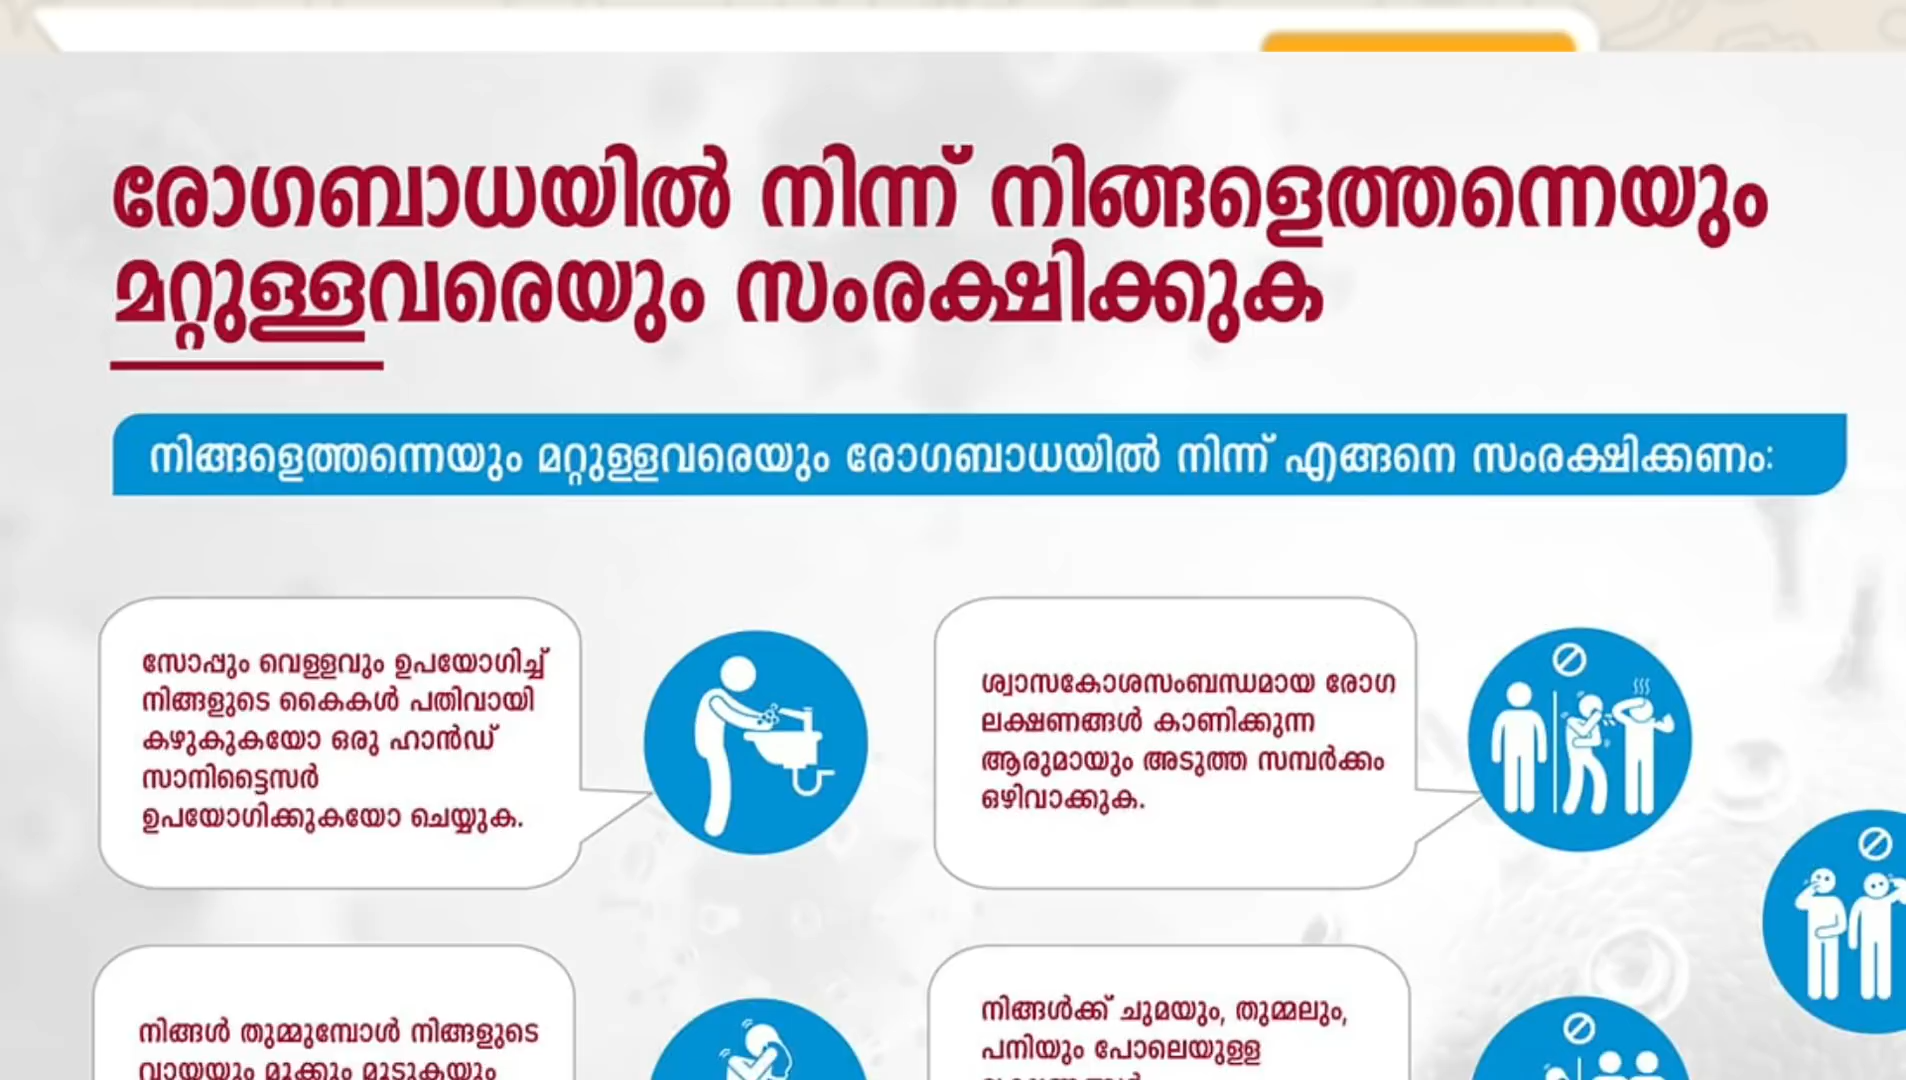 രോഗബാധയിൽ നിന്ന് നിങ്ങളെത്തന്നെയും
മറ്റുള്ളവരെയും സംരക്ഷിക്കുക
നിങ്ങളെത്തന്നെയും മറ്റുള്ളവരെയും രോഗബാധയിൽ നിന്ന് എങ്ങനെ സംരക്ഷിക്കണം:
സോപ്പും വെള്ളവും ഉപയോഗിച്ച്
നിങ്ങളുടെ കൈകൾ പതിവായി
കഴുകുകയോ ഒരു ഹാൻഡ്
സാനിട്ടൈസർ
ഉപയോഗിക്കുകയോ ചെയ്യുക.
ശ്വാസകോശസംബന്ധമായ രോഗ
ലക്ഷണങ്ങൾ കാണിക്കുന്ന
ആരുമായും അടുത്ത സമ്പർക്കം
ഒഴിവാക്കുക.
നിങ്ങൾ തുമ്മുമ്പോൾ നിങ്ങളുടെ
വായയും മൂക്കും മൂടുകയും
നിങ്ങൾക്ക് ചുമയും, തുമ്മലും,
പനിയും പോലെയുള്ള